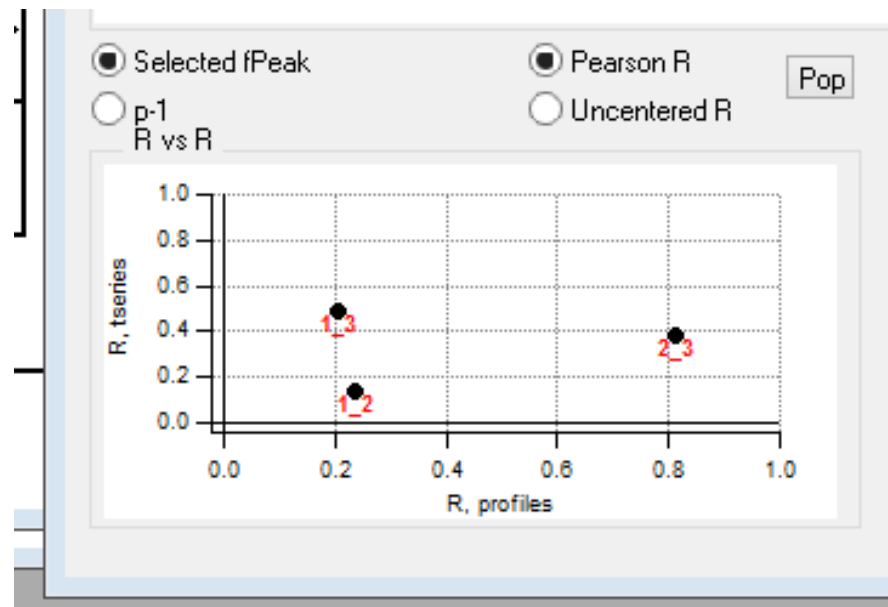 Selected fPeak
Pearson R
Pop
p-1
Uncentered R
R vs R
1.0
0.8
0.6
0.4
0.2
0.0
R, tseries
1_3
2_3
1_2
0.0 0.2 0.4 0.6 0.8 1.0
R, profiles